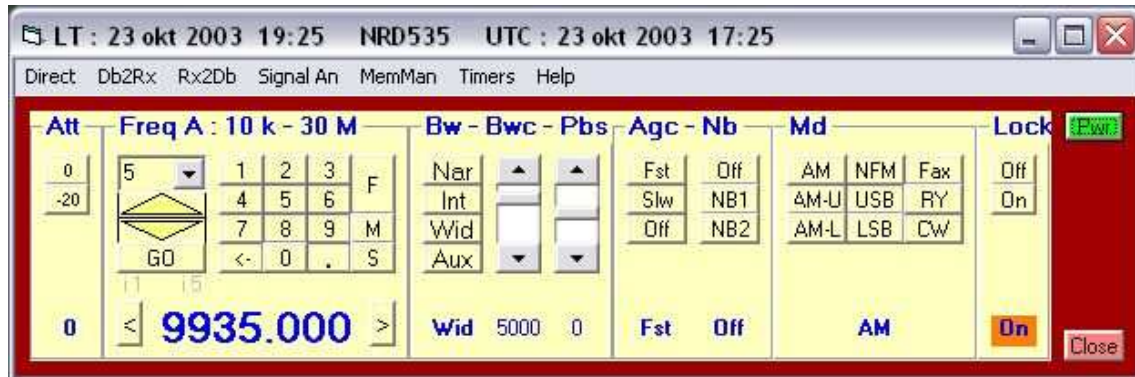 LT : 23 okt 2003 19:25 NRD535 UTC : 23 okt 2003 17:25
Direct Db2Rx Rx2Db Signal An MemMan Timers Help
Att Freq A : 10 k - 30 M Bw - Bwc - Pbs Agc - Nb Md Lock Pwr
0 5 1 2 3 F Nar Fst Off AM NFM Fax Off
-20 4 5 6 Int Slw NB1 AM-U USB RY On
7 8 9 M Wid Off NB2 AM-L LSB CW
GO <- 0 . S Aux
i1 i5
0 < 9935.000 > Wid 5000 0 Fst Off AM On
Close